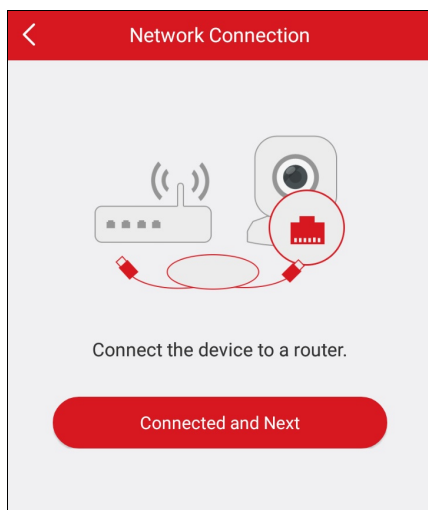 Network Connection
Connect the device to a router.
Connected and Next